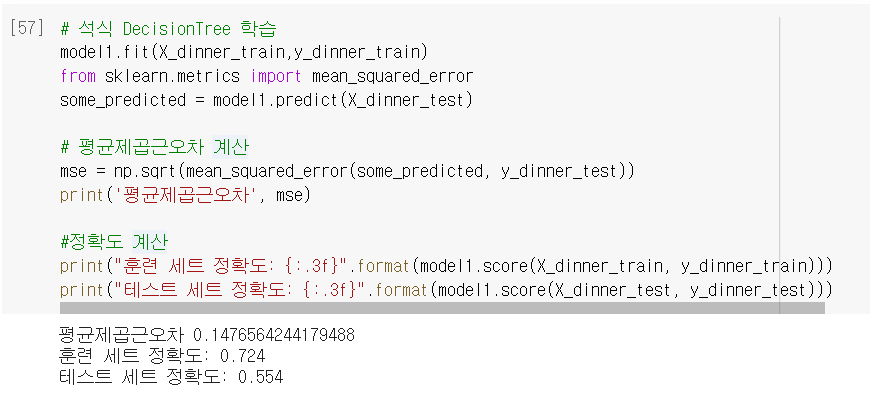 [57] # 석식 DecisionTree 학습
model1.fit(X_dinner_train,y_dinner_train)
from sklearn.metrics import mean_squared_error
some_predicted = model1.predict(X_dinner_test)
# 평균제곱근오차 계산
mse = np.sqrt(mean_squared_error(some_predicted, y_dinner_test))
print('평균제곱근오차', mse)
#정확도 계산
print("훈련 세트 정확도: {:.3f}".format(model1.score(X_dinner_train, y_dinner_train)))
print("테스트 세트 정확도: {:.3f}".format(model1.score(X_dinner_test, y_dinner_test)))
평균제곱근오차 0.1476564244179488
훈련 세트 정확도: 0.724
테스트 세트 정확도: 0.554